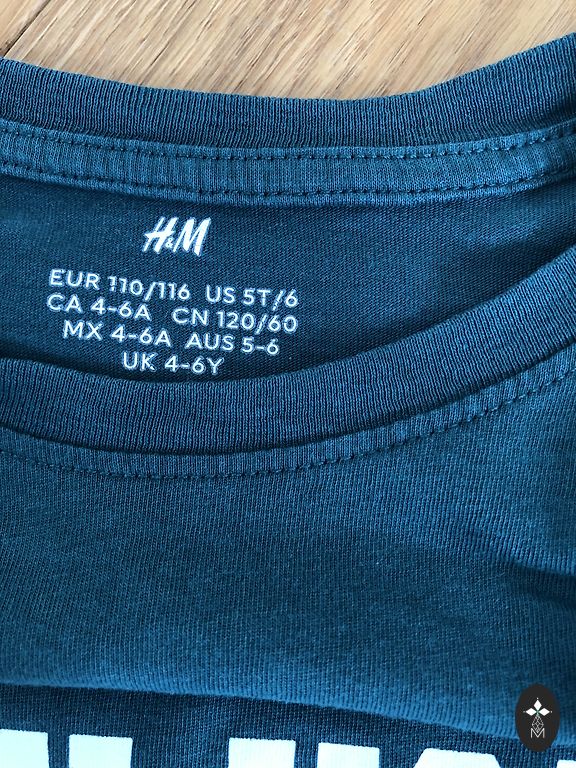 H&M
EUR 110/116 US 5T/6
CA 4-6A CN 120/60
MX 4-6A AUS 5-6
UK 4-6Y
M